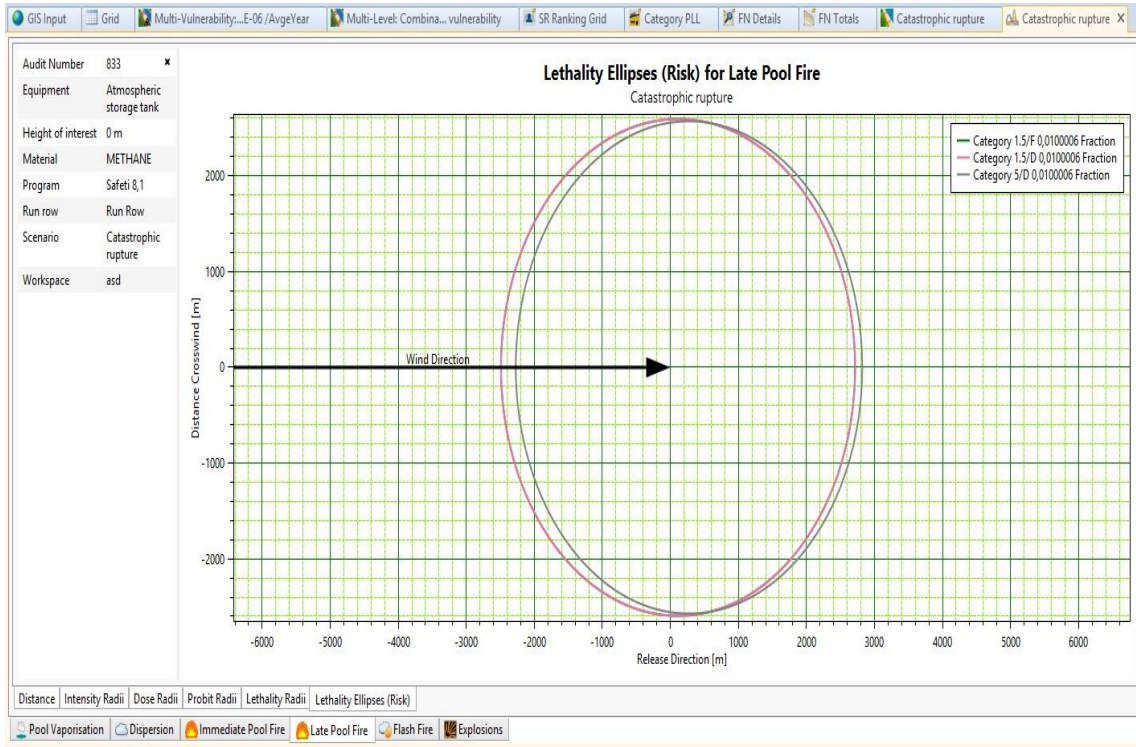 GIS Input
Grid
Multi-Vulnerability:...E-06 /AvgeYear
Multi-Level: Combina... vulnerability
SR Ranking Grid
Category PLL
FN Details
FN Totals
Catastrophic rupture
Catastrophic rupture X
Audit Number 833
Equipment Atmospheric
storage tank
Height of interest 0 m
Material METHANE
Program Safeti 8,1
Run row Run Row
Scenario Catastrophic
rupture
Workspace asd
Lethality Ellipses (Risk) for Late Pool Fire
Catastrophic rupture
Category 1.5/F 0,0100006 Fraction
Category 1.5/D 0,0100006 Fraction
Category 5/D 0,0100006 Fraction
Distance Crosswind [m]
2000
1000
0
-1000
-2000
Wind Direction
-6000 -5000 -4000 -3000 -2000 -1000 0 1000 2000 3000 4000 5000 6000
Release Direction [m]
Distance Intensity Radii Dose Radii Probit Radii Lethality Radii Lethality Ellipses (Risk)
Pool Vaporisation Dispersion Immediate Pool Fire Late Pool Fire Flash Fire Explosions